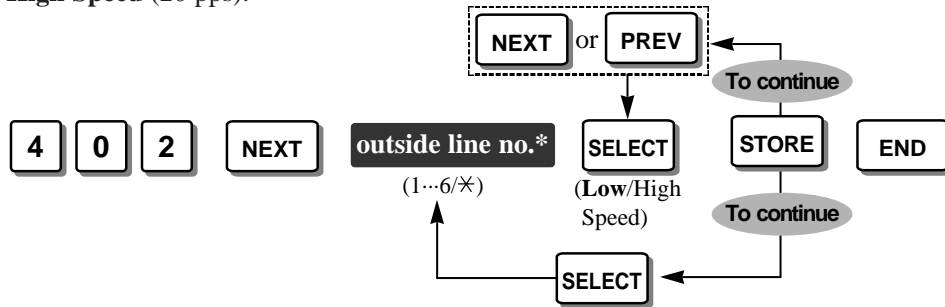 High Speed (20 pps).
NEXT or PREV
To continue
4 0 2 NEXT outside line no.* SELECT STORE END
(1···6/✳) (Low/High
Speed)
To continue
SELECT